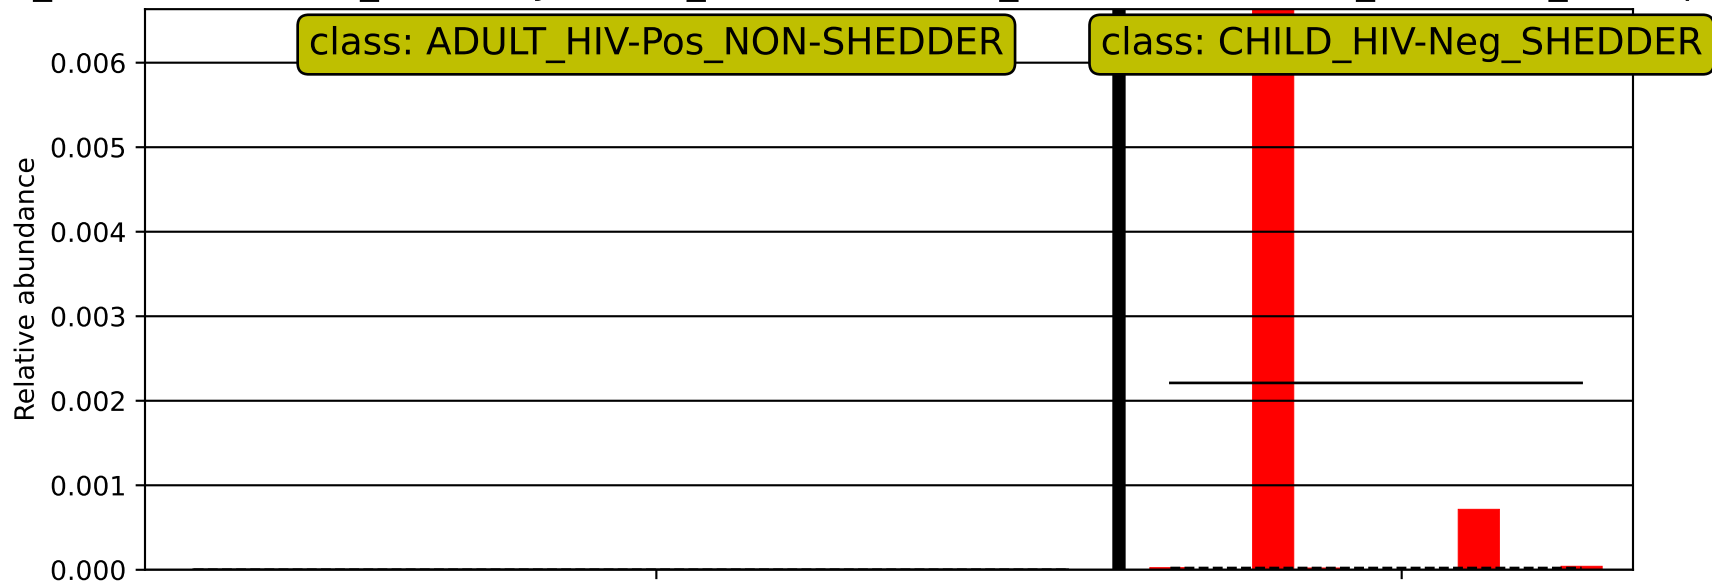 class: ADULT_HIV-Pos_NON-SHEDDER
class: CHILD_HIV-Neg_SHEDDER
0.006
0.005
0.004
0.003
0.002
0.001
0.000
Relative abundance